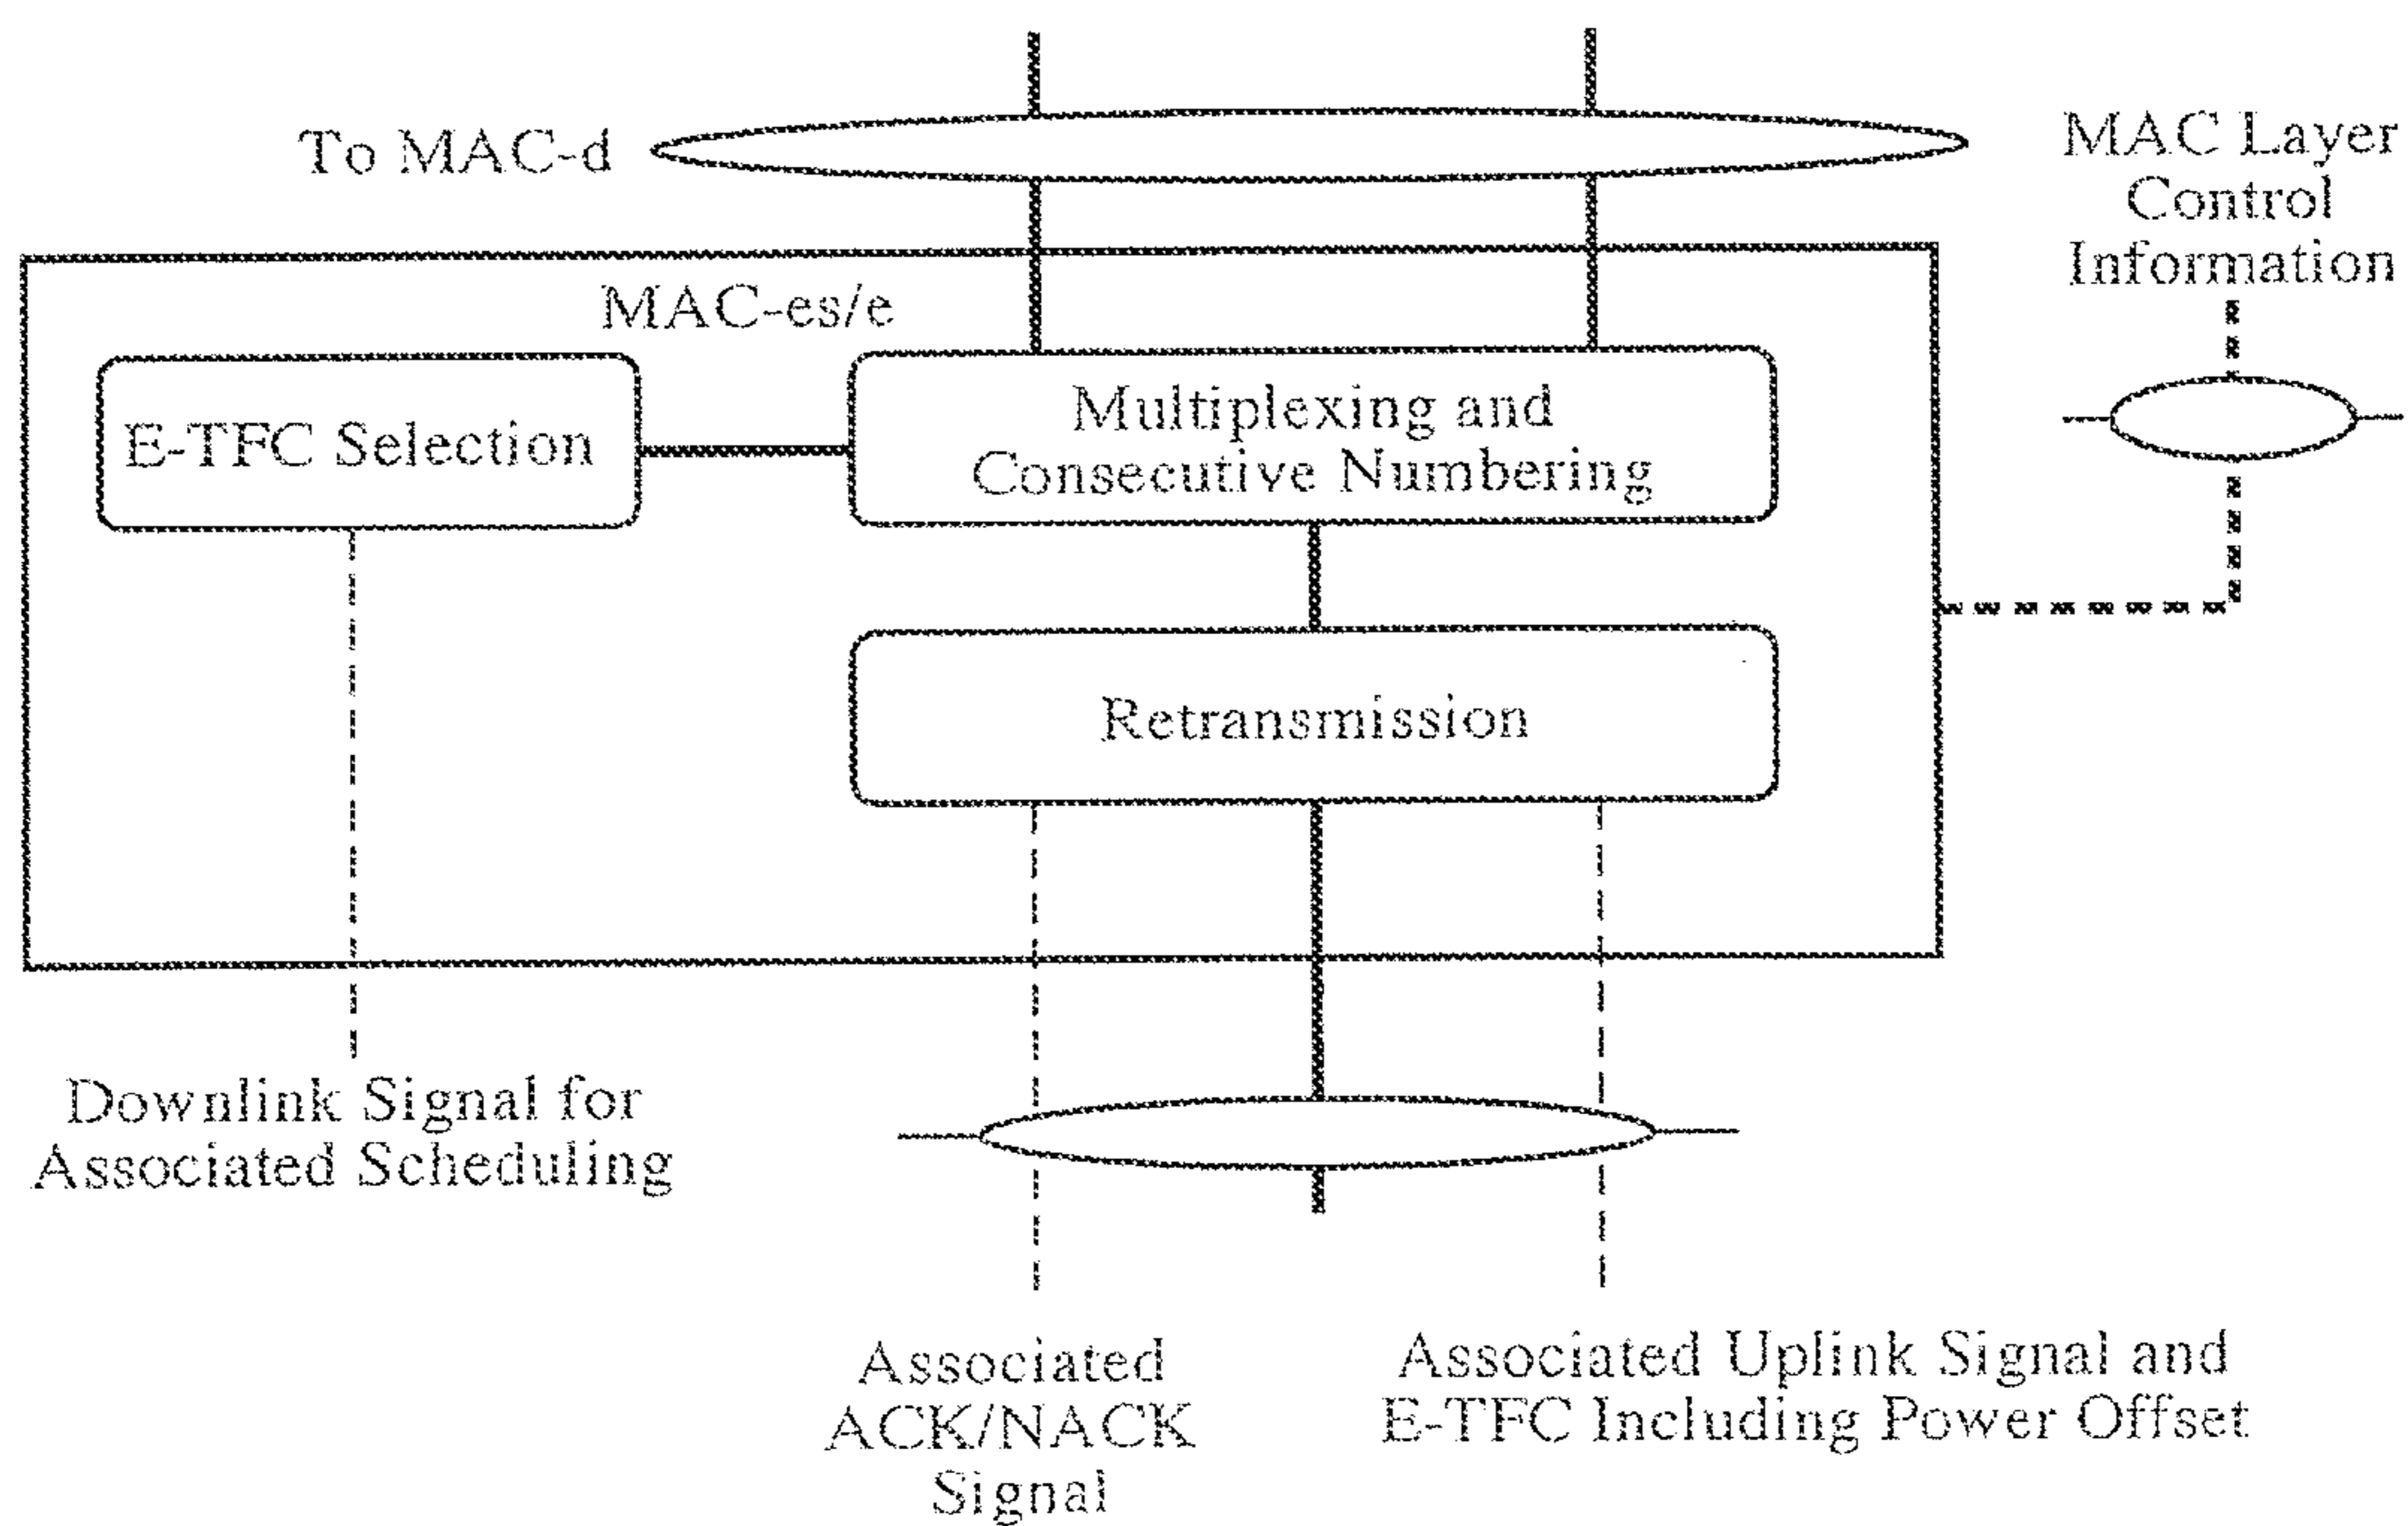 To MAC-d
MAC Layer
Control
Information
MAC-es/e
E-TFC Selection
Multiplexing and
Consecutive Numbering
Retransmission
Downlink Signal for
Associated Scheduling
Associated
ACK/NACK
Signal
Associated Uplink Signal and
E-TFC Including Power Offset